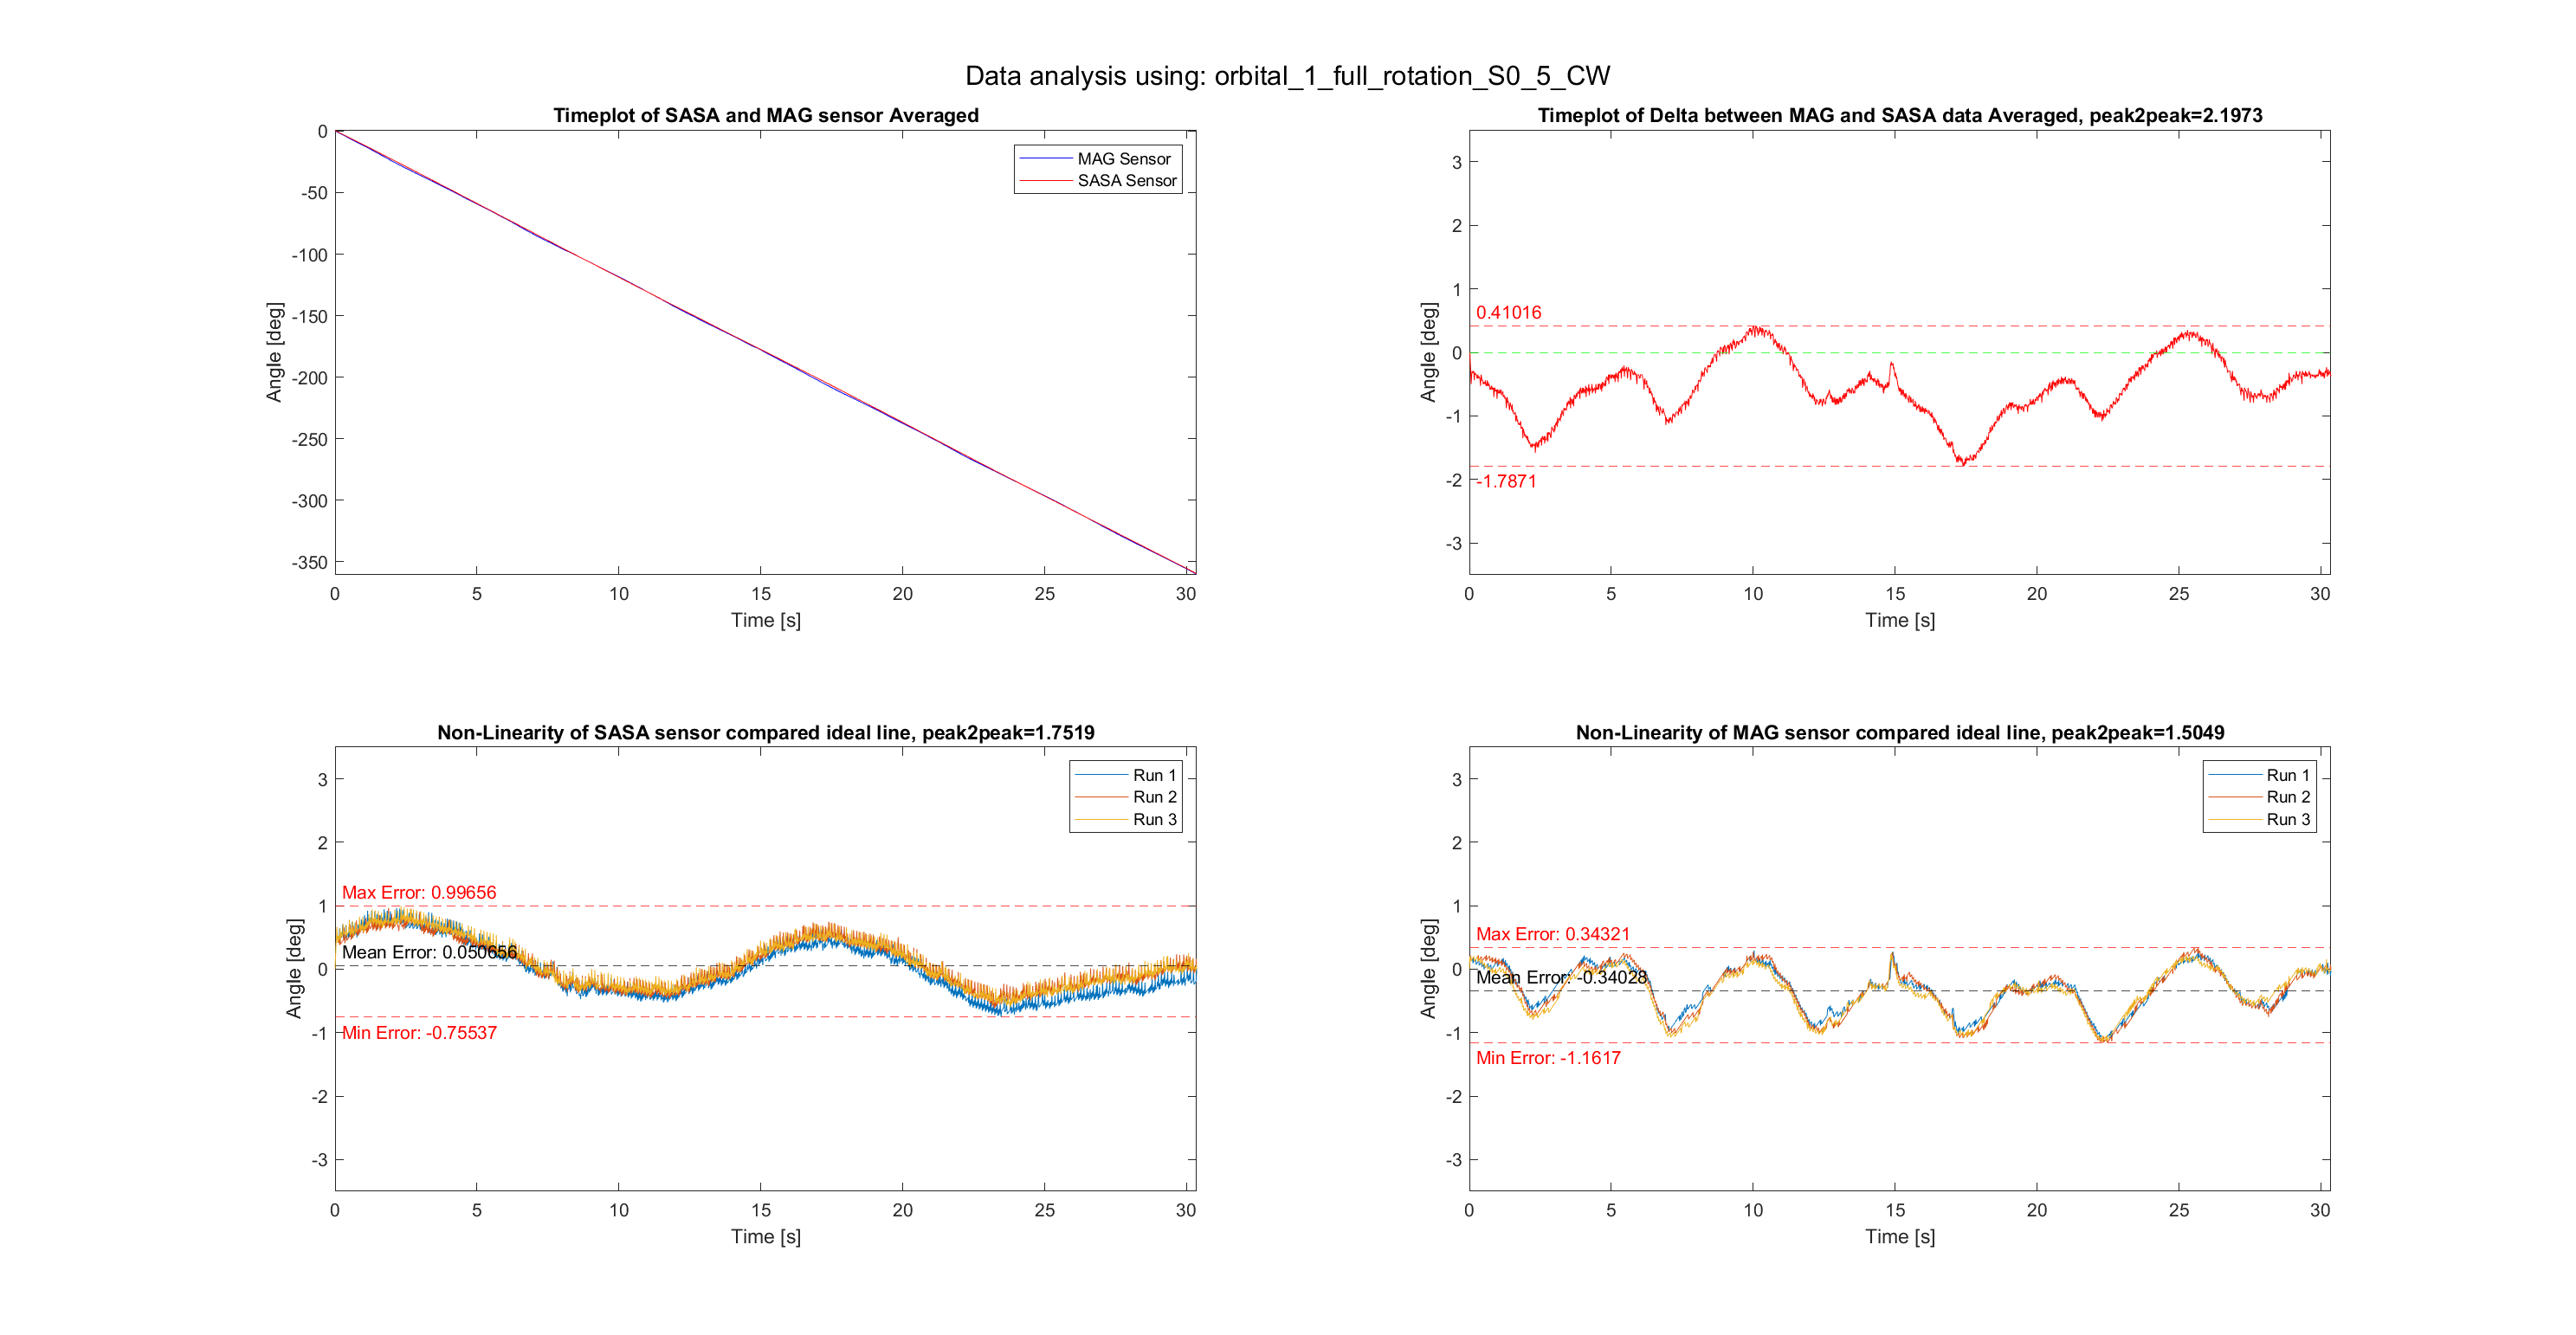 Data analysis using: orbital_1_full_rotation_S0_5_CW
Timeplot of SASA and MAG sensor Averaged
0
-50
-100
-150
-200
-250
-300
-350
Angle [deg]
MAG Sensor
SASA Sensor
0 5 10 15 20 25 30
Time [s]
Timeplot of Delta between MAG and SASA data Averaged, peak2peak=2.1973
3
2
1
0
-1
-2
-3
Angle [deg]
0.41016
-1.7871
0 5 10 15 20 25 30
Time [s]
Non-Linearity of SASA sensor compared ideal line, peak2peak=1.7519
3
2
1
0
-1
-2
-3
Angle [deg]
Run 1
Run 2
Run 3
Max Error: 0.99656
Mean Error: 0.050656
Min Error: -0.75537
0 5 10 15 20 25 30
Time [s]
Non-Linearity of MAG sensor compared ideal line, peak2peak=1.5049
3
2
1
0
-1
-2
-3
Angle [deg]
Run 1
Run 2
Run 3
Max Error: 0.34321
Mean Error: -0.34028
Min Error: -1.1617
0 5 10 15 20 25 30
Time [s]